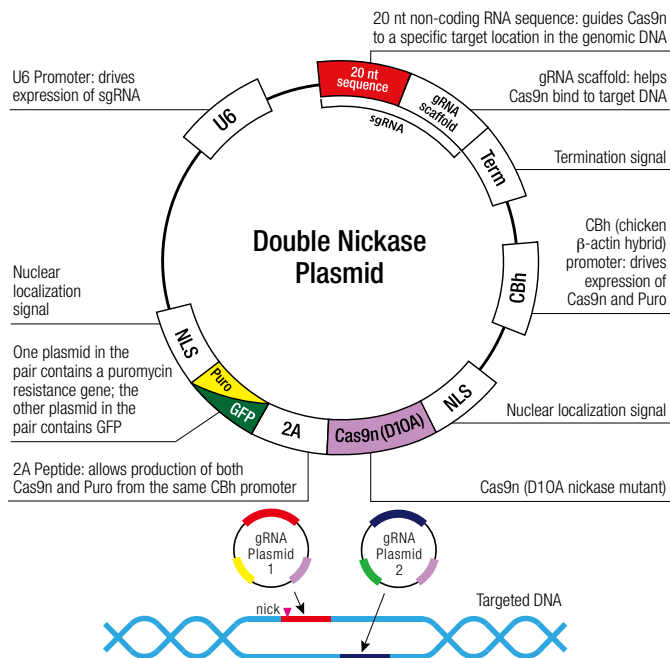 20 nt non-coding RNA sequence: guides Cas9n
to a specific target location in the genomic DNA
U6 Promoter: drives
expression of sgRNA
20 nt
sequence
gRNA
scaffold
sgRNA
gRNA scaffold: helps
Cas9n bind to target DNA
U6
Term
Termination signal
Double Nickase
Plasmid
CBh (chicken
β-actin hybrid)
promoter: drives
expression of
Cas9n and Puro
CBh
Nuclear
localization
signal
NLS
One plasmid in the
pair contains a puromycin
resistance gene; the
other plasmid in the
pair contains GFP
Puro
GFP
2A
Cas9n (D10A)
NLS
Nuclear localization signal
2A Peptide: allows production of both
Cas9n and Puro from the same CBh promoter
Cas9n (D10A nickase mutant)
gRNA
Plasmid
1
gRNA
Plasmid
2
nick
Targeted DNA